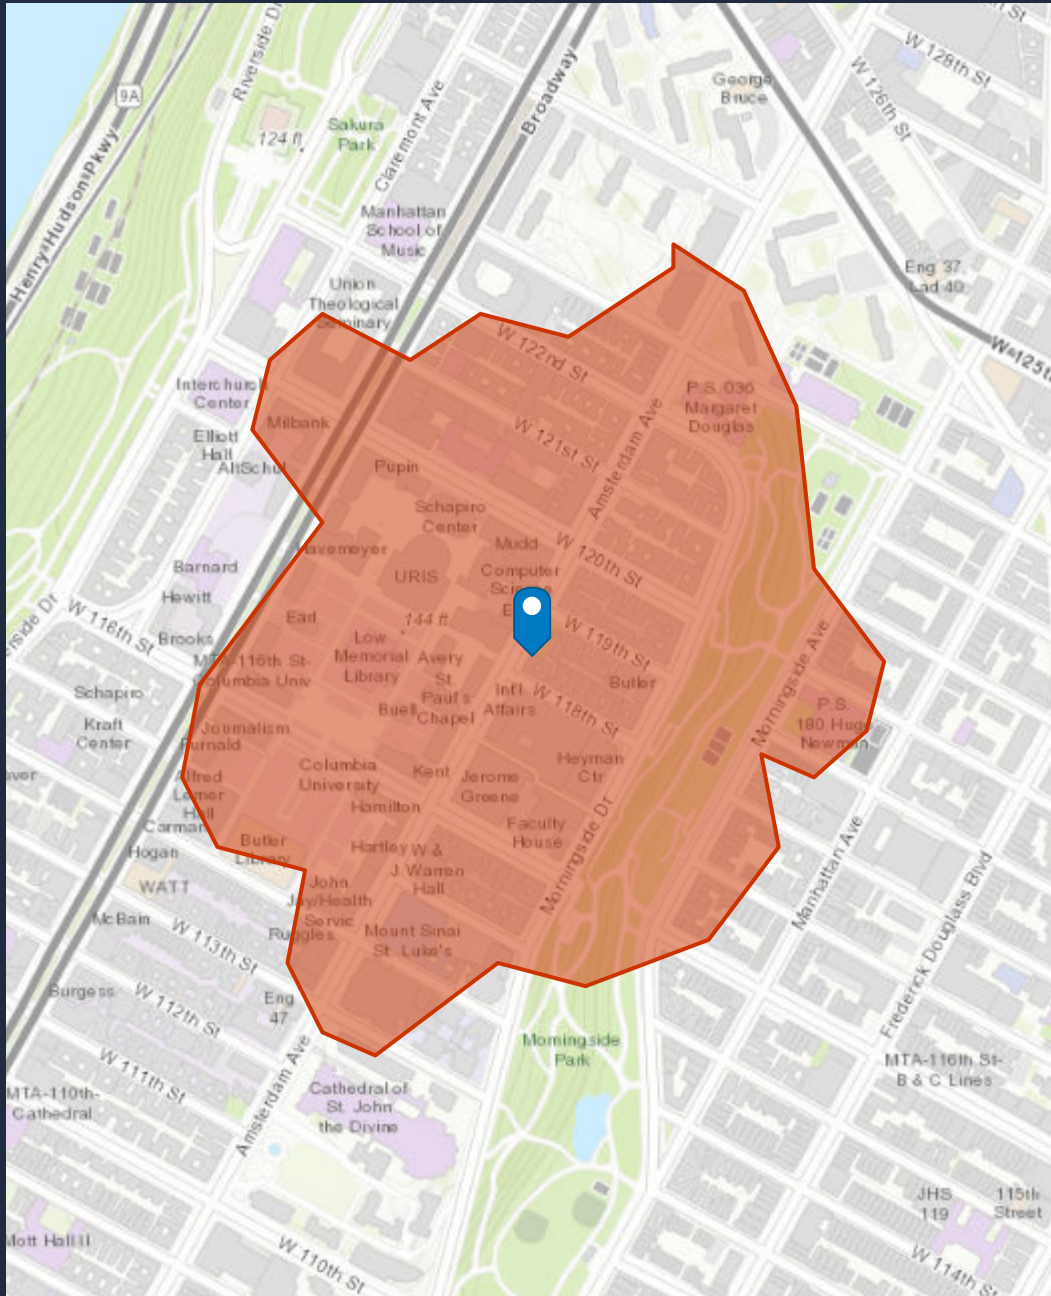 Riverside Dr
9A
Henry Hudson Pkwy
124 ft
Sakura
Park
Claremont Ave
Broadway
George
Bruce
W 128th St
W 126th St
Manhattan
School of
Music
Union
Theological
Seminary
Eng 37
Lad 40
W 125t
W 122nd St
Interchurch
Center
P.S. 036
Margaret
Douglas
Milbank
Elliott
Hall
AltSchul
W 121st St
Amsterdam Ave
Pupin
Schapiro
Center
Mudd
Havemeyer
W 120th St
Computer
Science
URIS
Barnard
Hewitt
Earl
144 ft
W 119th St
erside Dr
W 116th St
Brooks
Low
Memorial
Library
Avery
St
Paul's
Chapel
MTA-116th St-
Columbia Univ
Butler
Morningside Ave
Schapiro
Kraft
Center
Int'l
Affairs
W 118th St
Buell
P.S.
180 Hugo
Newman
Journalism
Furnald
Columbia
University
Kent
Heyman
Ctr
Jerome
Greene
Alfred
Lerner
Hall
Hamilton
Carman
Faculty
House
Butler
Library
Hogan
Hartley
W &
J Warren
Hall
Morningside Dr
Manhattan Ave
WATT
John
Jay/Health
Servic
McBain
Ruggles
Mount Sinai
St. Luke's
W 113th St
Frederick Douglass Blvd
Burgess
W 112th St
Eng
47
Morningside
Park
MTA-116th St-
B & C Lines
W 111th St
Amsterdam Ave
MTA-110th-
Cathedral
Cathedral of
St. John
the Divine
JHS
119
115th
Street
Mott Hall II
W 110th St
W 114th St